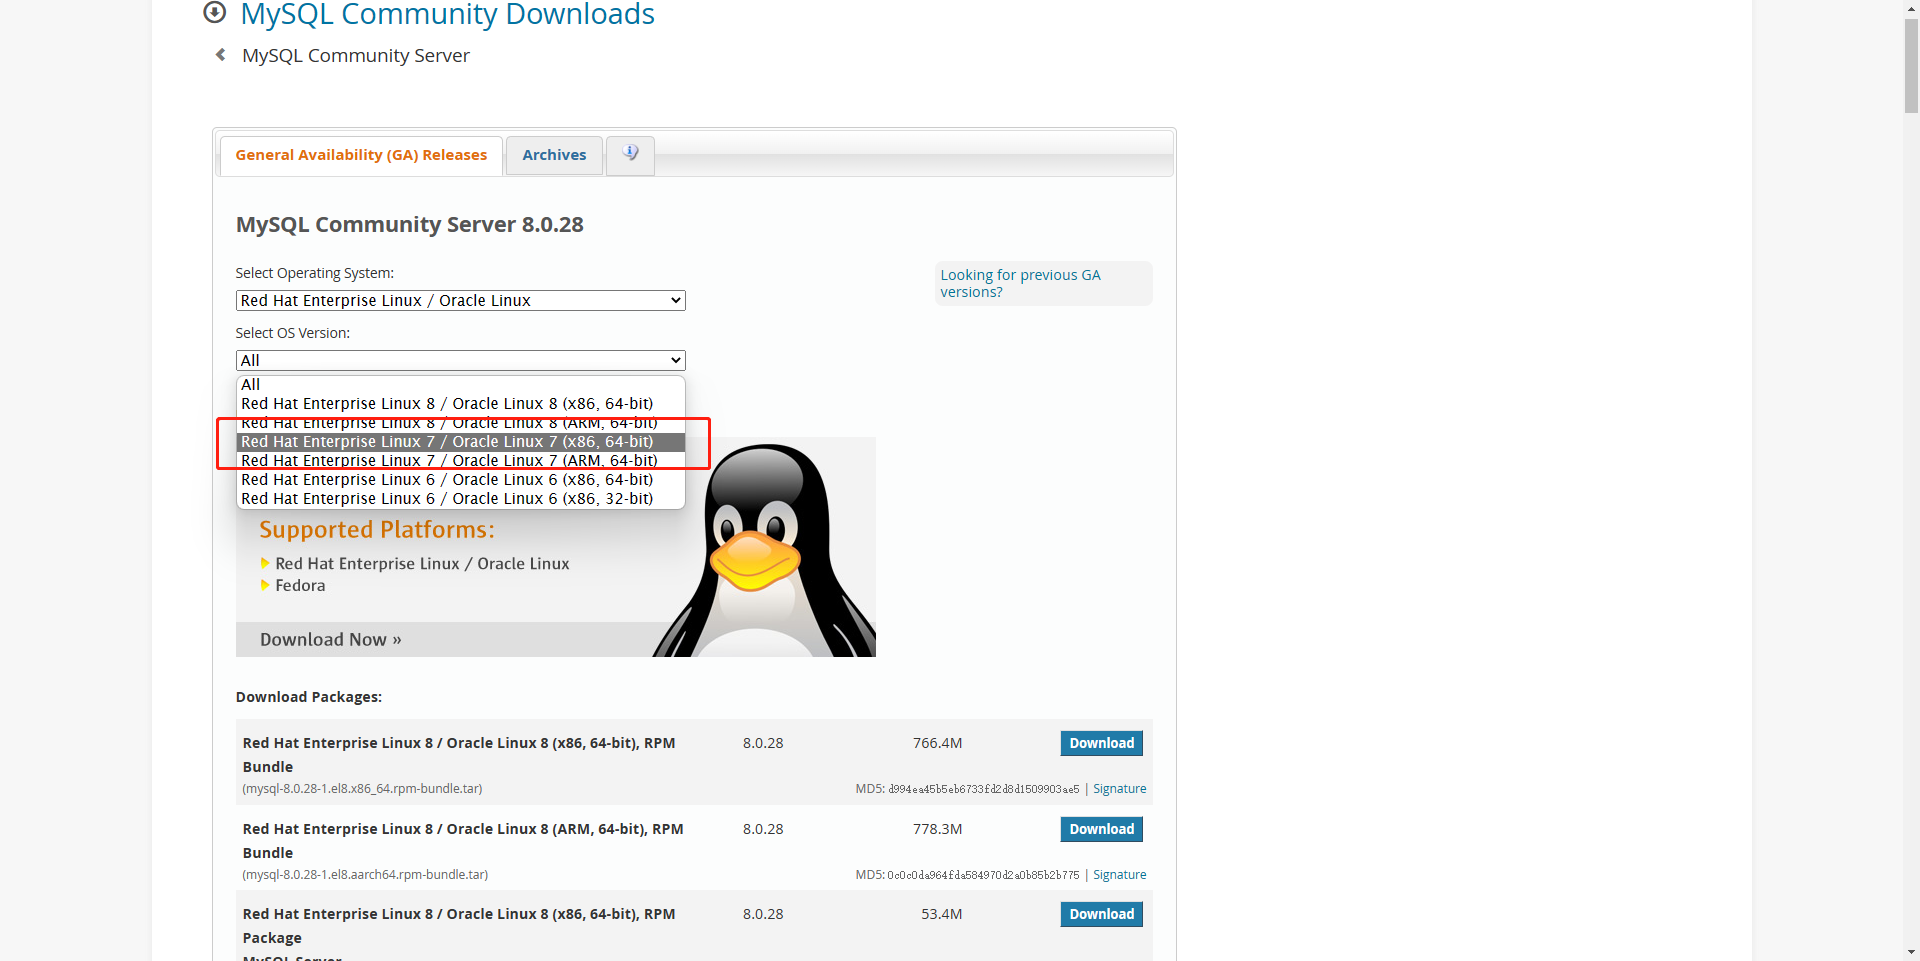 MySQL Community Downloads
MySQL Community Server
General Availability (GA) Releases
Archives
MySQL Community Server 8.0.28
Select Operating System:
Looking for previous GA
versions?
Red Hat Enterprise Linux / Oracle Linux
Select OS Version:
All
All
Red Hat Enterprise Linux 8 / Oracle Linux 8 (x86, 64-bit)
Red Hat Enterprise Linux 8 / Oracle Linux 8 (ARM, 64-bit)
Red Hat Enterprise Linux 7 / Oracle Linux 7 (x86, 64-bit)
Red Hat Enterprise Linux 7 / Oracle Linux 7 (ARM, 64-bit)
Red Hat Enterprise Linux 6 / Oracle Linux 6 (x86, 64-bit)
Red Hat Enterprise Linux 6 / Oracle Linux 6 (x86, 32-bit)
Supported Platforms:
Red Hat Enterprise Linux / Oracle Linux
Fedora
Download Now »
Download Packages:
Red Hat Enterprise Linux 8 / Oracle Linux 8 (x86, 64-bit), RPM
Bundle
8.0.28
766.4M
Download
(mysql-8.0.28-1.el8.x86_64.rpm-bundle.tar)
MD5: d994ea45b5eb6733fd2d8d1509903ae5 | Signature
Red Hat Enterprise Linux 8 / Oracle Linux 8 (ARM, 64-bit), RPM
Bundle
8.0.28
778.3M
Download
(mysql-8.0.28-1.el8.aarch64.rpm-bundle.tar)
MD5: 0c0c0da964fda584970d2a0b85b2b775 | Signature
Red Hat Enterprise Linux 8 / Oracle Linux 8 (x86, 64-bit), RPM
Package
8.0.28
53.4M
Download
MySQL Server